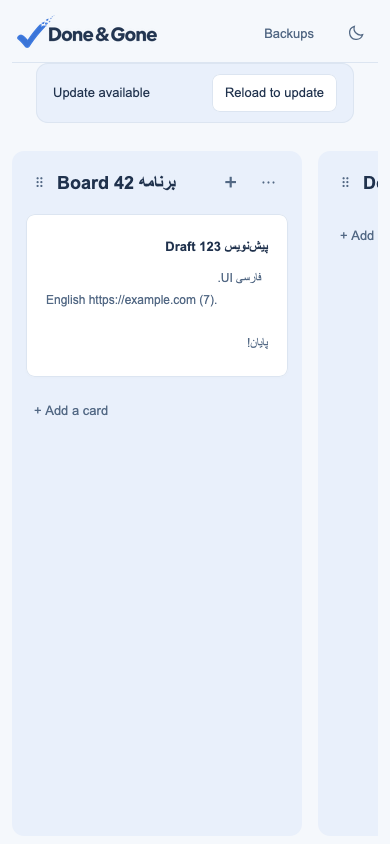 Done & Gone
Backups
Update available
Reload to update
Board 42 برنامه
+ Add a card
پیش‌نویس Draft 123
فارسی UI.
English https://example.com (7).
پایان!
+ Add